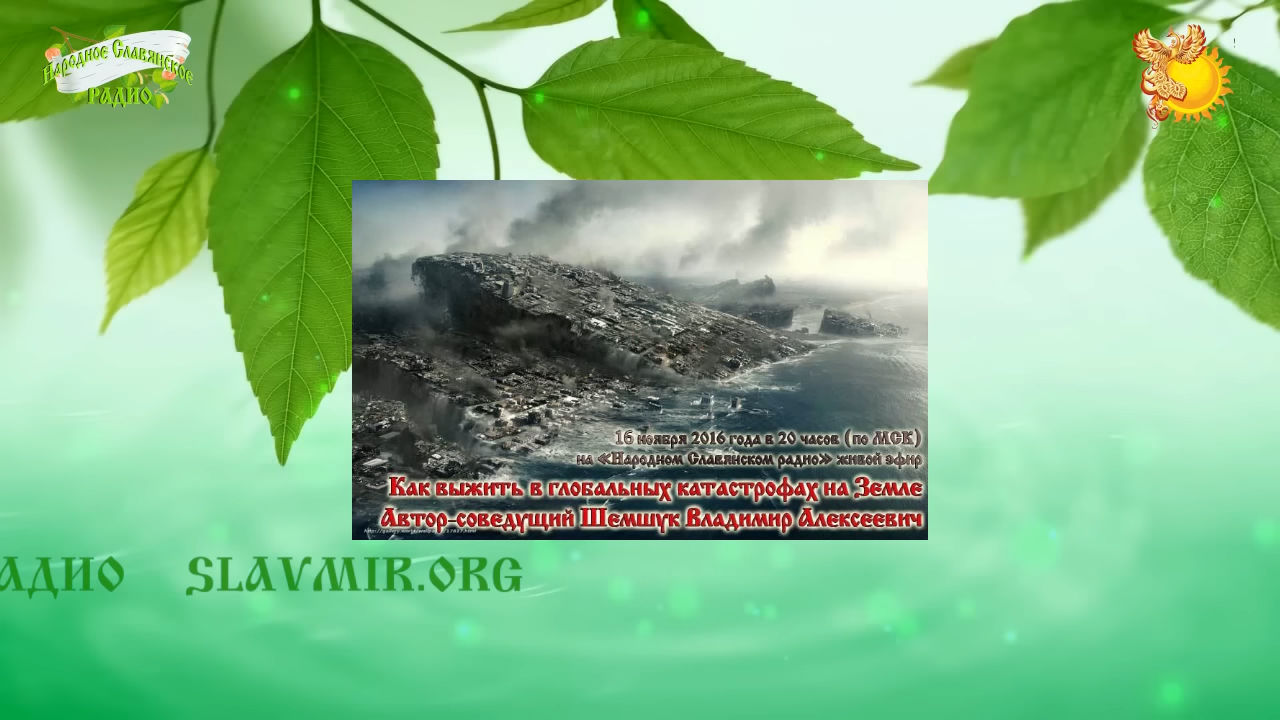 Народное Славянское
РАДИО
16 ноября 2016 года в 20 часов (по МСК)
на «Народном Славянском радио» живой эфир
Как выжить в глобальных катастрофах на Земле
Автор-соведущий Шемшук Владимир Алексеевич
АДИО SLAVMIR.ORG